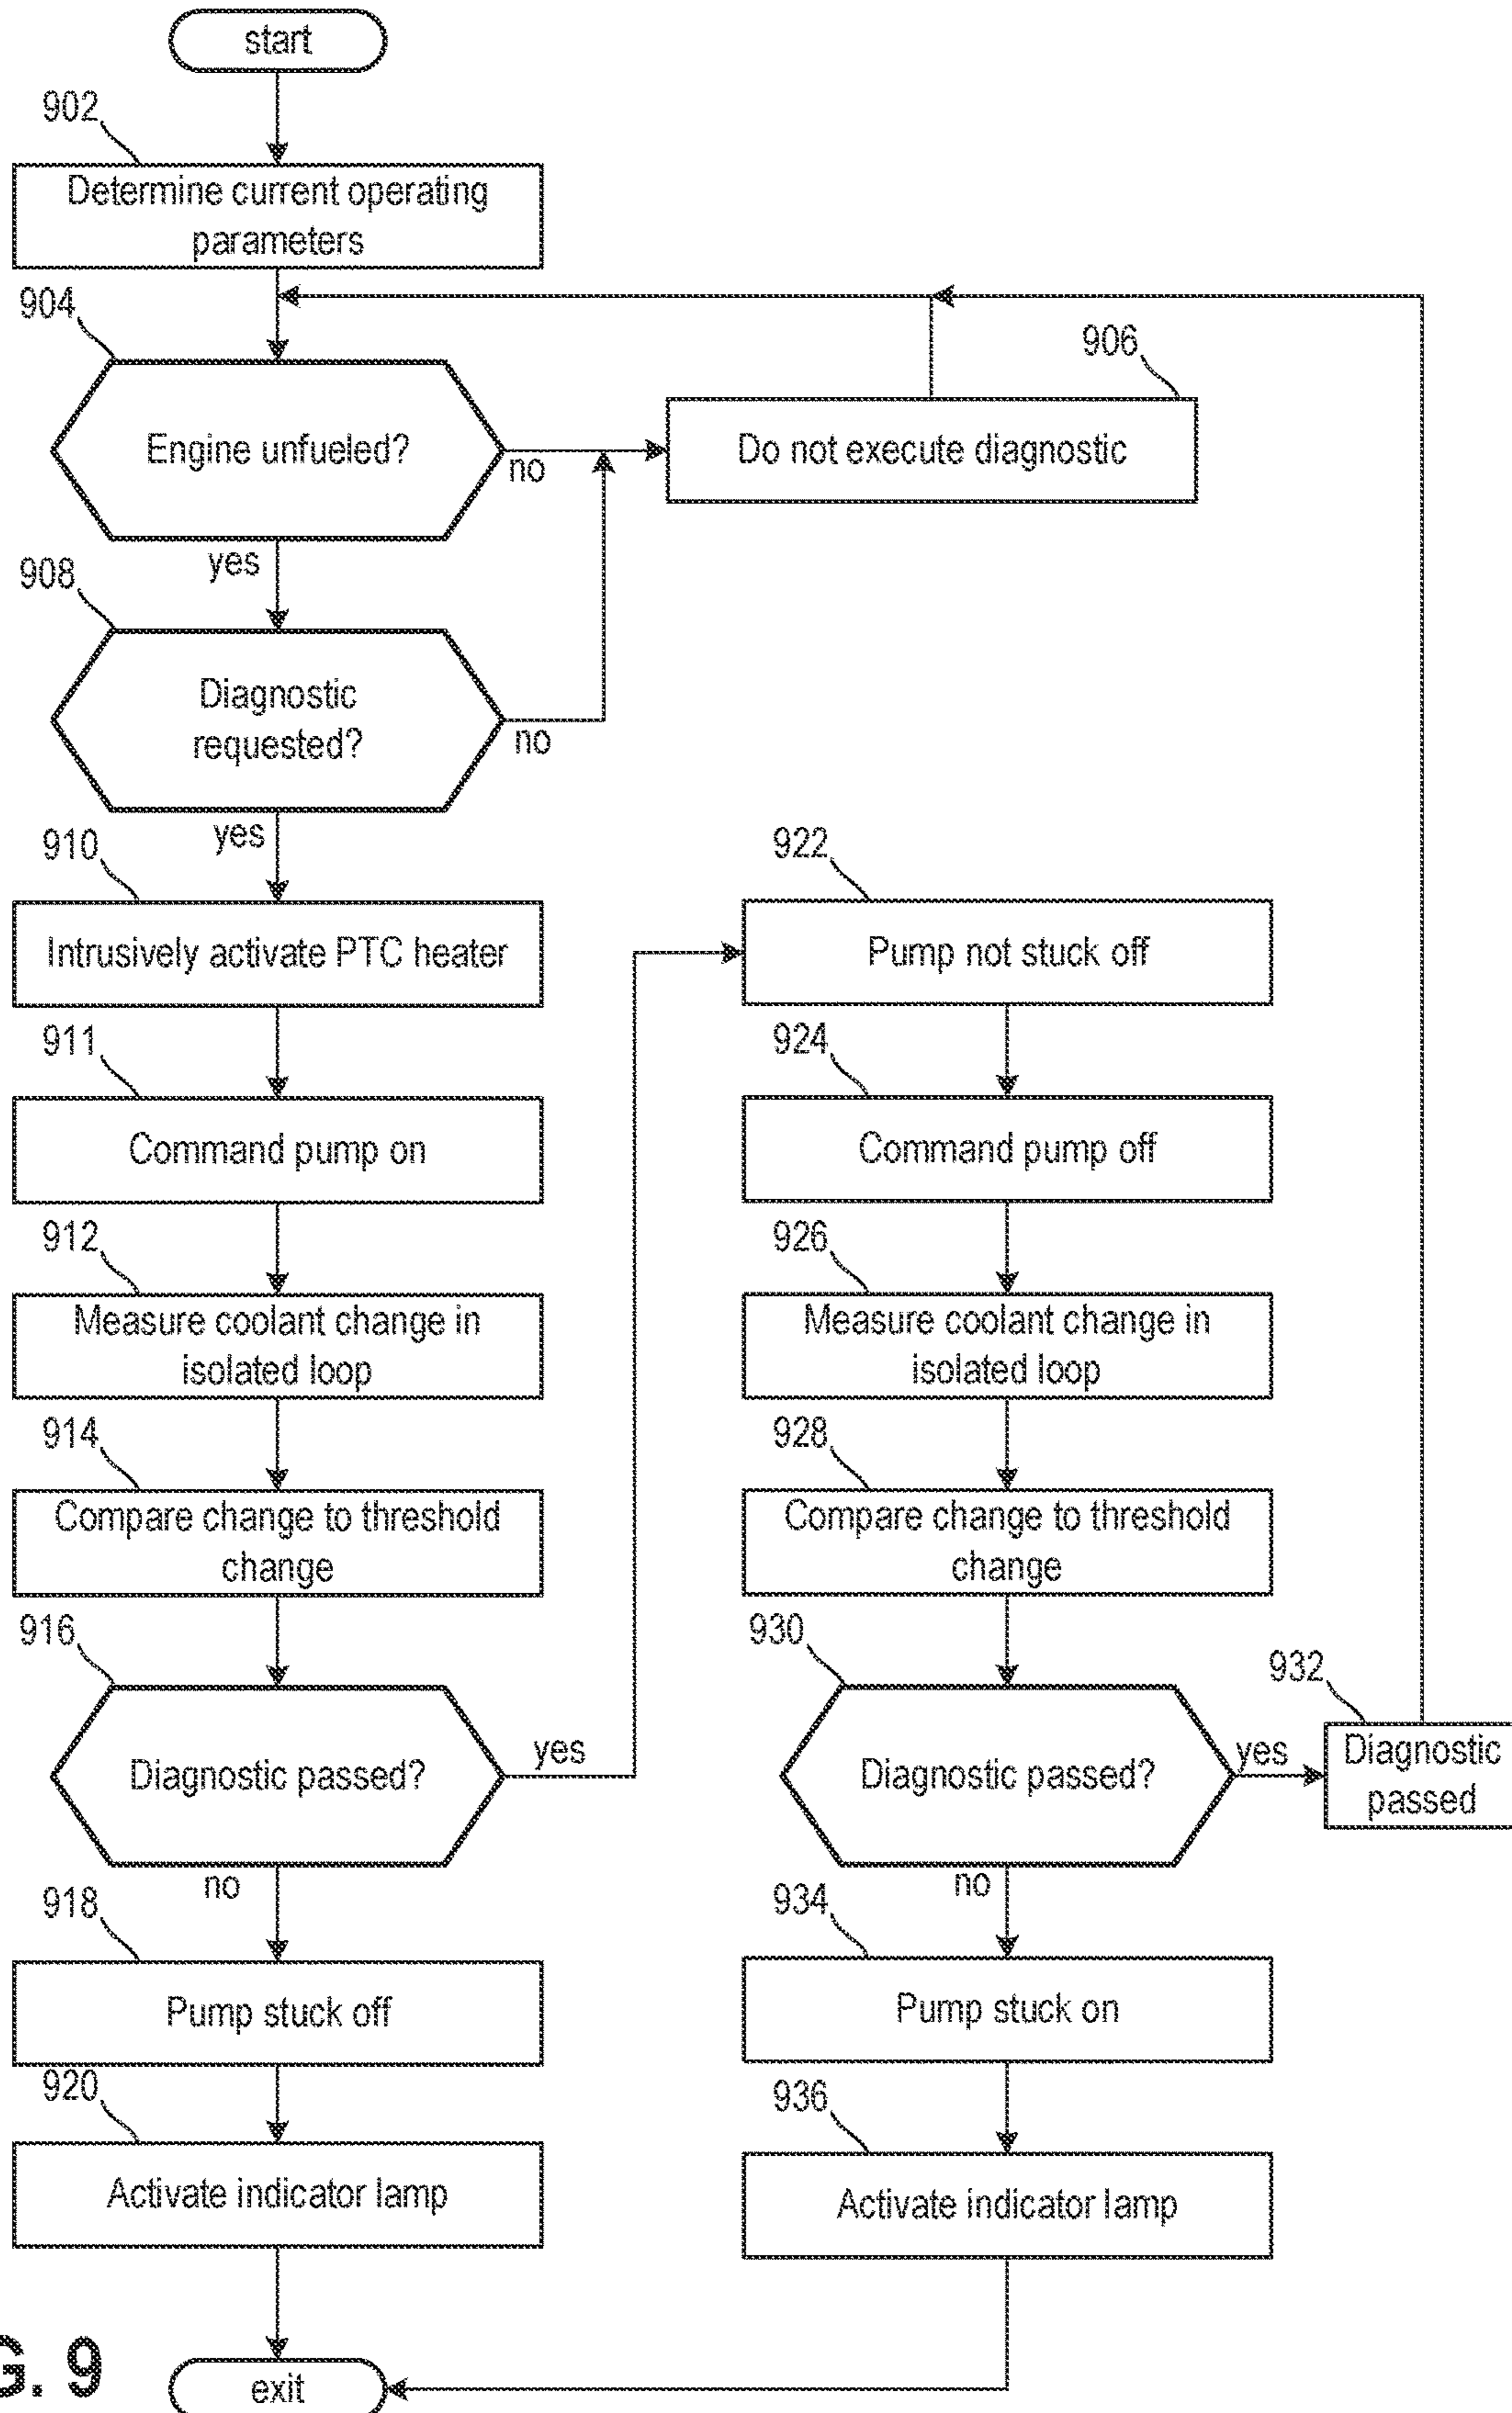 start
902
Determine current operating
parameters
904
906
Engine unfueled?
no
Do not execute diagnostic
yes
908
Diagnostic
requested?
no
yes
910
Intrusively activate PTC heater
911
Command pump on
912
Measure coolant change in
isolated loop
914
Compare change to threshold
change
916
Diagnostic passed?
yes
no
918
Pump stuck off
920
Activate indicator lamp
922
Pump not stuck off
924
Command pump off
926
Measure coolant change in
isolated loop
928
Compare change to threshold
change
930
Diagnostic passed?
yes
932
Diagnostic
passed
no
934
Pump stuck on
936
Activate indicator lamp
G. 9
exit